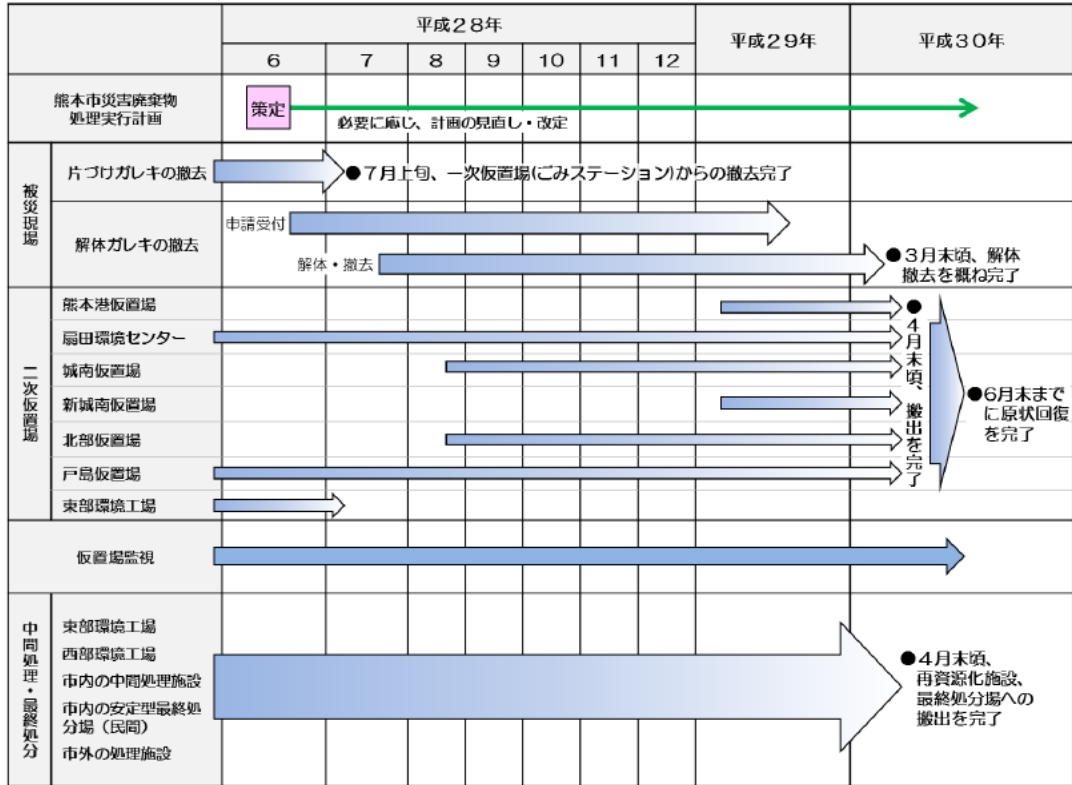 平成28年
平成29年
平成30年
6 7 8 9 10 11 12
熊本市災害廃棄物
処理実行計画
策定
必要に応じ、計画の見直し・改定
被災現場
片づけガレキの撤去
●7月上旬、一次仮置場(ごみステーション)からの撤去完了
解体ガレキの撤去
申請受付
解体・撤去
●3月末頃、解体
撤去を概ね完了
二次仮置場
熊本港仮置場
扇田環境センター
城南仮置場
新城南仮置場
北部仮置場
戸島仮置場
東部環境工場
●4月末頃、搬出を完了
●6月末まで
に原状回復
を完了
仮置場監視
中間処理・最終処分
東部環境工場
西部環境工場
市内の中間処理施設
市内の安定型最終処
分場（民間）
市外の処理施設
●4月末頃、
再資源化施設、
最終処分場への
搬出を完了